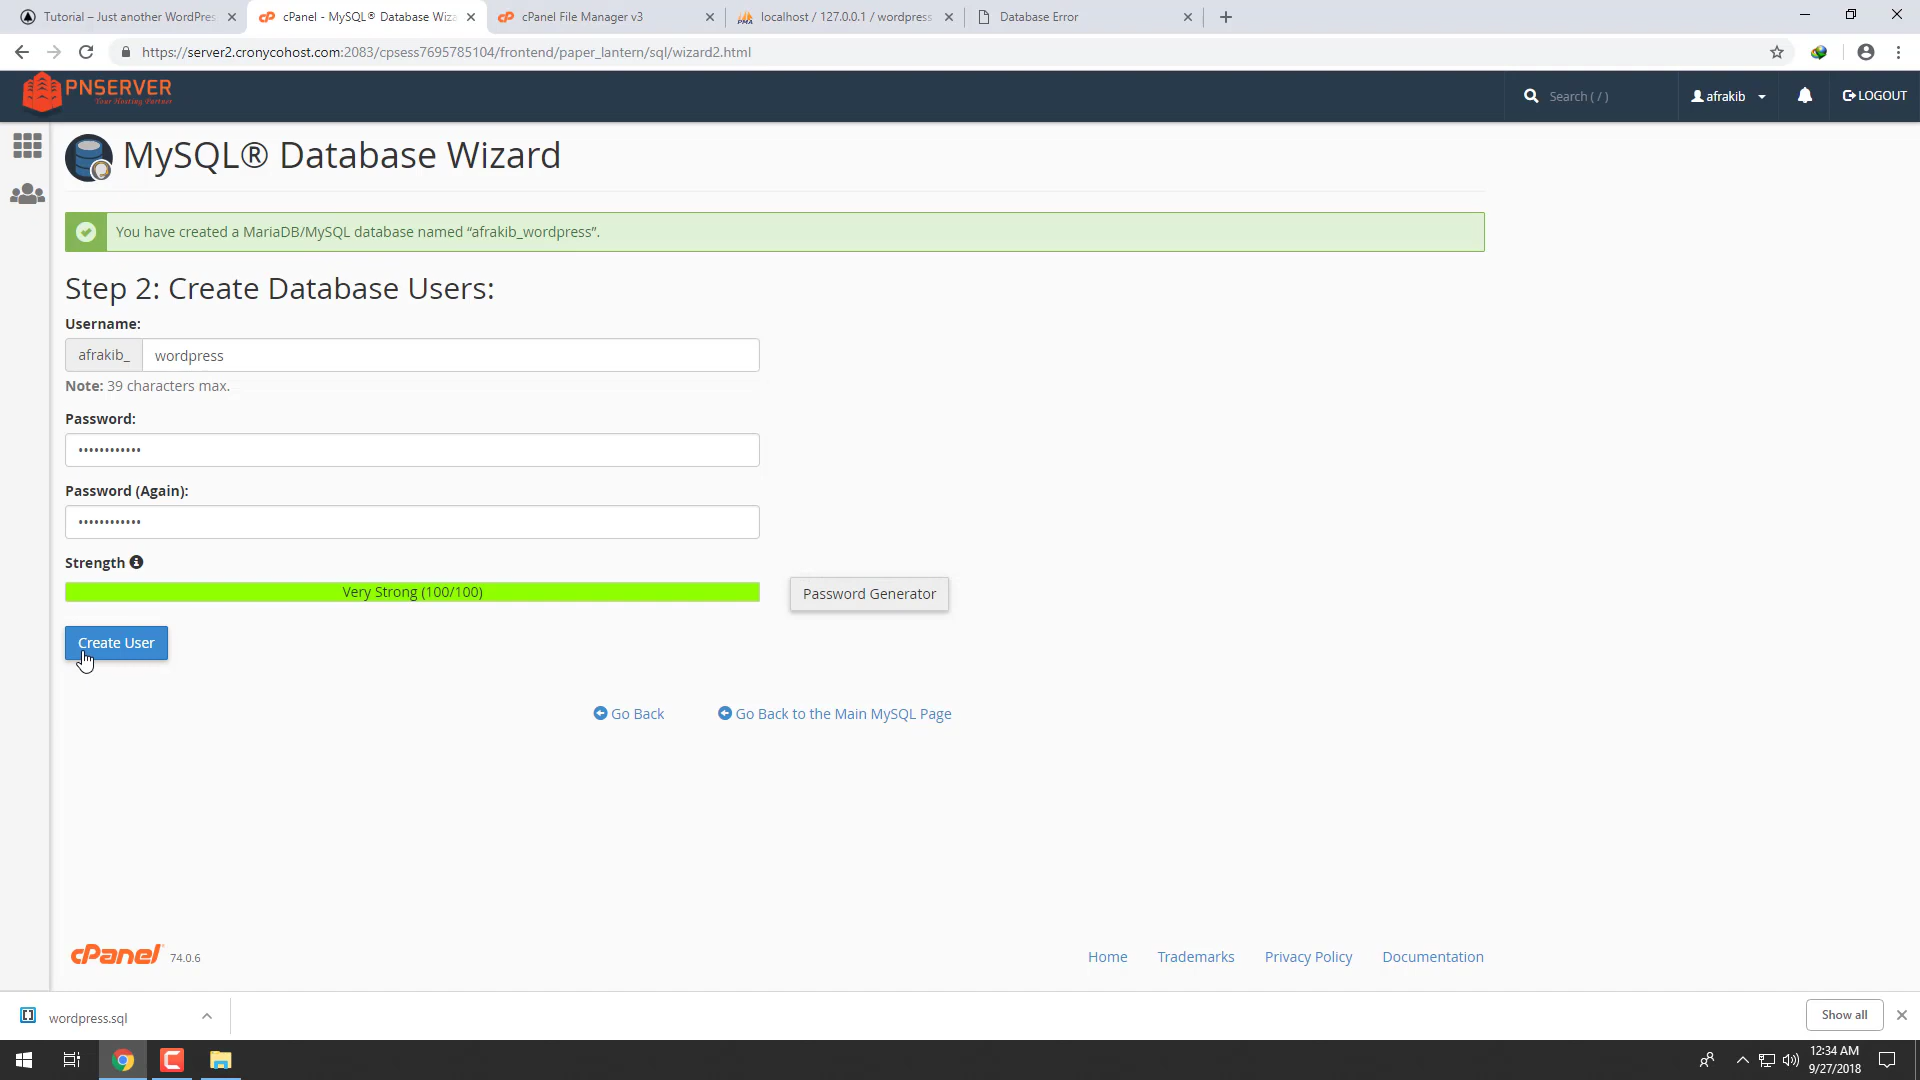 Tutorial – Just another WordPres
cPanel - MySQL® Database Wiza
cPanel File Manager v3
localhost / 127.0.0.1 / wordpress
Database Error
https://server2.cronycohost.com:2083/cpsess7695785104/frontend/paper_lantern/sql/wizard2.html
PNSERVER
Your Hosting Partner
Search ( / )
afrakib
LOGOUT
MySQL® Database Wizard
You have created a MariaDB/MySQL database named “afrakib_wordpress”.
Step 2: Create Database Users:
Username:
afrakib_
wordpress
Note: 39 characters max.
Password:
Password (Again):
Strength
Very Strong (100/100)
Password Generator
Create User
Go Back
Go Back to the Main MySQL Page
cPanel 74.0.6
Home
Trademarks
Privacy Policy
Documentation
wordpress.sql
Show all
12:34 AM
9/27/2018